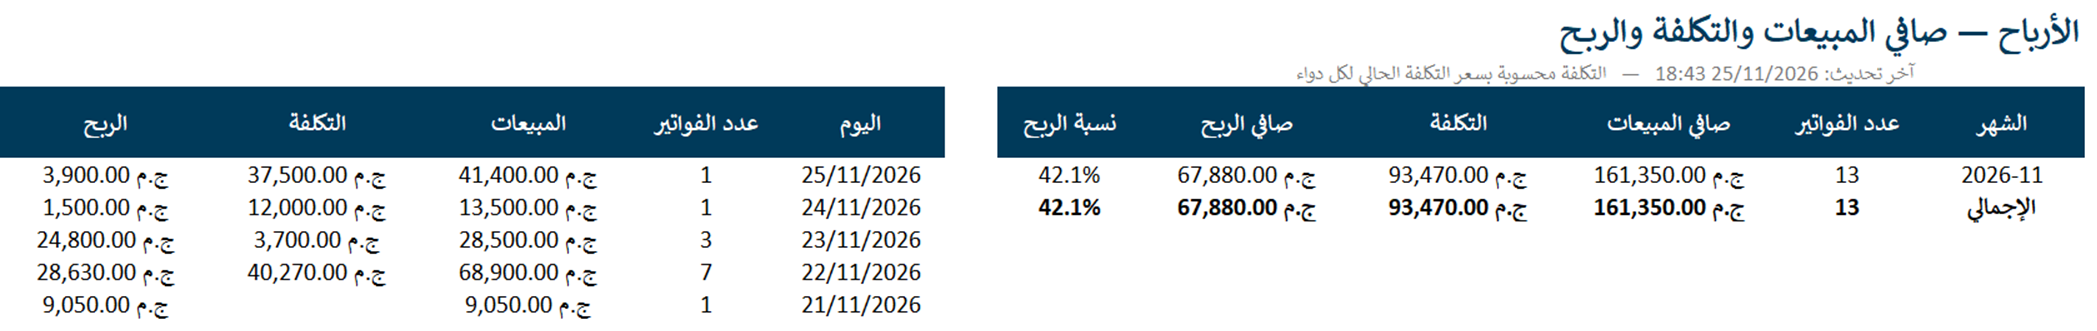 الأرباح — صافي المبيعات والتكلفة والربح
آخر تحديث: 25/11/2026 18:43 — التكلفة محسوبة بسعر التكلفة الحالي لكل دواء
الشهر عدد الفواتير صافي المبيعات التكلفة صافي الربح نسبة الربح
2026-11 13 ج.م 161,350.00 ج.م 93,470.00 ج.م 67,880.00 42.1%
الإجمالي 13 ج.م 161,350.00 ج.م 93,470.00 ج.م 67,880.00 42.1%
اليوم عدد الفواتير المبيعات التكلفة الربح
25/11/2026 1 ج.م 41,400.00 ج.م 37,500.00 ج.م 3,900.00
24/11/2026 1 ج.م 13,500.00 ج.م 12,000.00 ج.م 1,500.00
23/11/2026 3 ج.م 28,500.00 ج.م 3,700.00 ج.م 24,800.00
22/11/2026 7 ج.م 68,900.00 ج.م 40,270.00 ج.م 28,630.00
21/11/2026 1 ج.م 9,050.00 ج.م 9,050.00